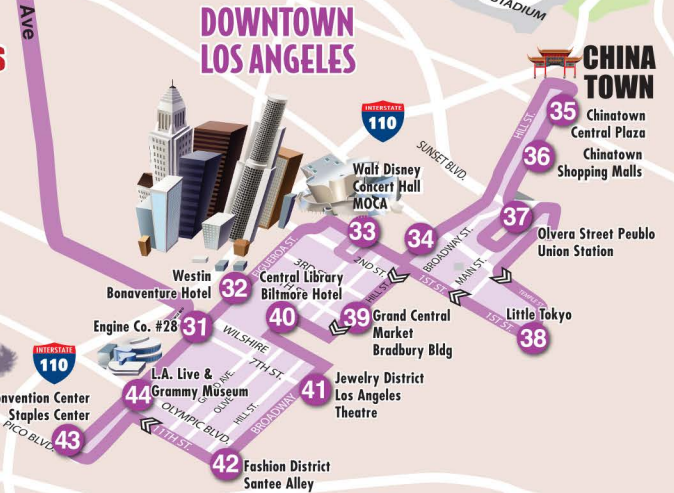 Ave
S
DOWNTOWN
LOS ANGELES
STADIUM
CHINA
TOWN
INTERSTATE
110
HILL ST.
35
Chinatown
Central Plaza
36
Chinatown
Shopping Malls
SUNSET BLVD.
Walt Disney
Concert Hall
MOCA
33
34
37
Olvera Street Peublo
Union Station
BROADWAY ST.
MAIN ST.
FIGUEROA ST.
3RD ST.
2ND ST.
1ST ST.
1ST ST.
HILL ST.
Westin
Bonaventure Hotel
32
Central Library
Biltmore Hotel
40
39
Grand Central
Market
Bradbury Bldg
Little Tokyo
38
Engine Co. #28
31
WILSHIRE
7TH ST.
INTERSTATE
110
L.A. Live &
Grammy Museum
44
OLIVE
HILL ST.
BROADWAY
41
Jewelry District
Los Angeles
Theatre
onvention Center
Staples Center
43
PICO BLVD.
OLYMPIC BLVD.
11TH ST.
42
Fashion District
Santee Alley